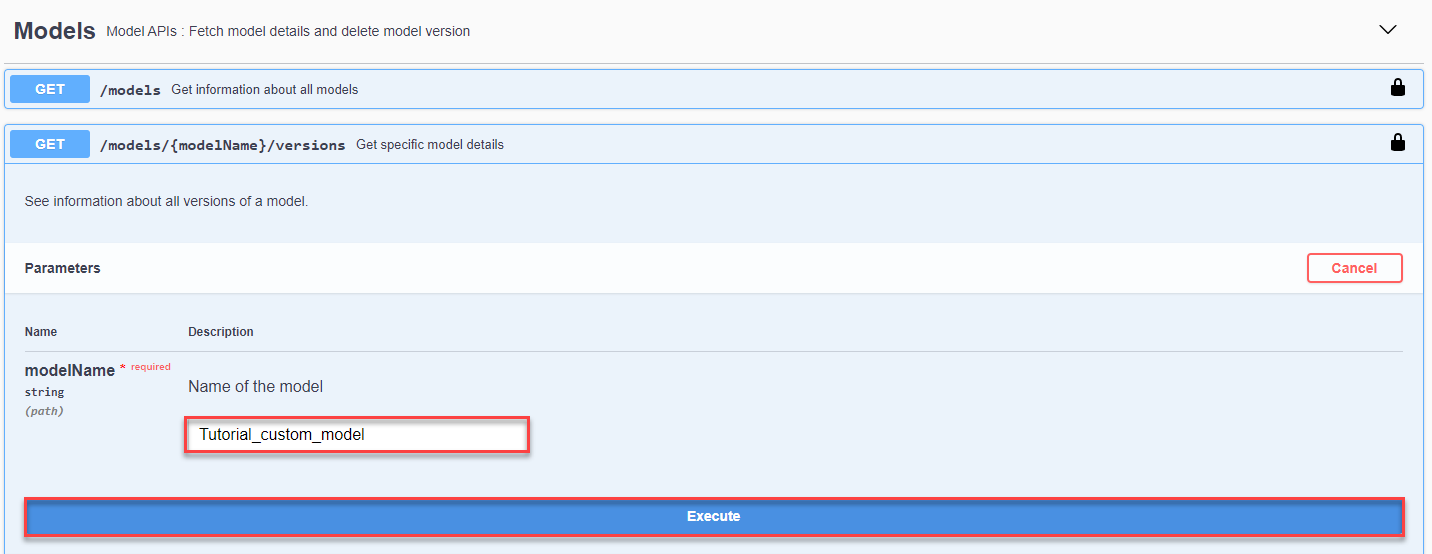 Models Model APIs : Fetch model details and delete model version
GET /models Get information about all models
GET /models/{modelName}/versions Get specific model details
See information about all versions of a model.
Parameters Cancel
Name Description
modelName * required
string
(path)
Name of the model
Tutorial_custom_model
Execute